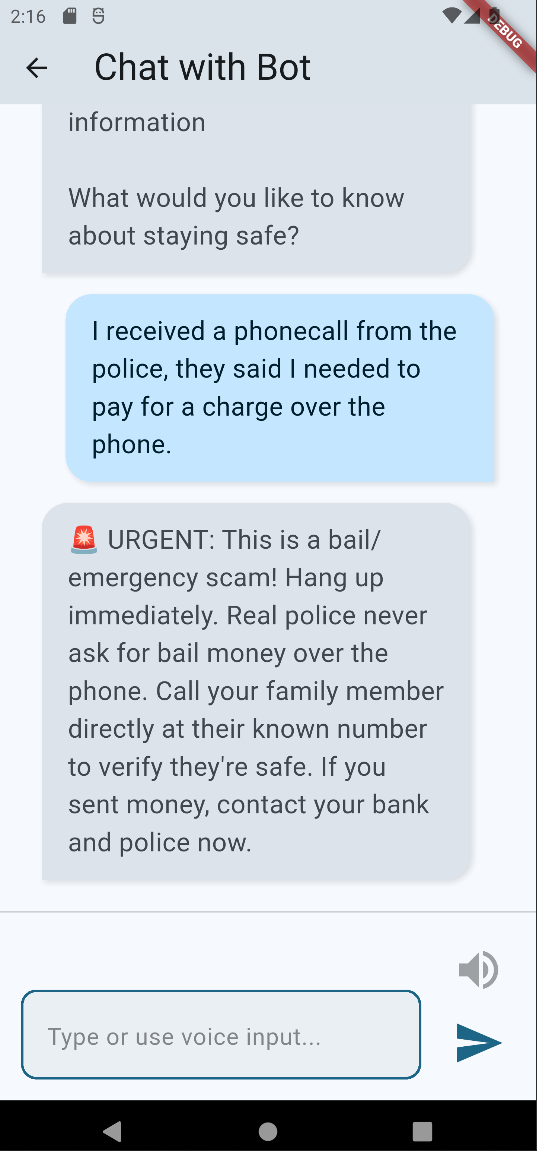 2:16
DEBUG
Chat with Bot
information
What would you like to know
about staying safe?
I received a phonecall from the
police, they said I needed to
pay for a charge over the
phone.
🚨 URGENT: This is a bail/
emergency scam! Hang up
immediately. Real police never
ask for bail money over the
phone. Call your family member
directly at their known number
to verify they're safe. If you
sent money, contact your bank
and police now.
Type or use voice input...